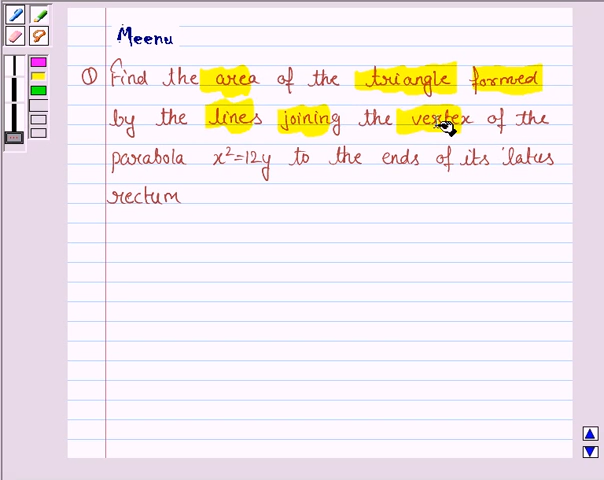 Meenu
① Find the area of the triangle formed
by the lines joining the vertex of the
parabola x²=12y to the ends of its latus
rectum